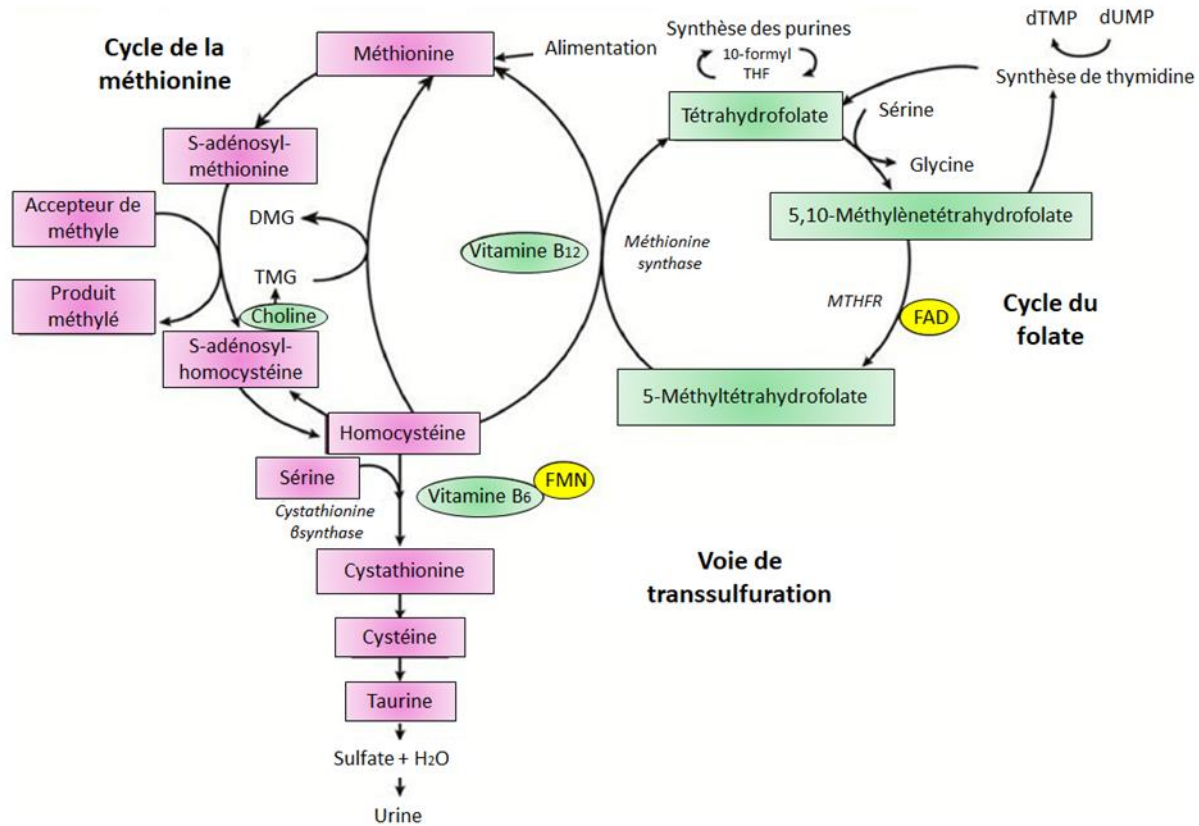 Cycle de la
méthionine
Méthionine
Alimentation
Synthèse des purines
10-formyl
THF
dTMP
dUMP
Synthèse de thymidine
Tétrahydrofolate
Sérine
Glycine
S-adénosyl-
méthionine
Accepteur de
méthyle
DMG
5,10-Méthylènetétrahydrofolate
Vitamine B12
Méthionine
synthase
TMG
Produit
méthylé
Choline
MTHFR
FAD
Cycle du
folate
S-adénosyl-
homocystéine
5-Méthyltétrahydrofolate
Homocystéine
Sérine
Vitamine B6
FMN
Cystathionine
βsynthase
Voie de
transsulfuration
Cystathionine
Cystéine
Taurine
Sulfate + H2O
Urine